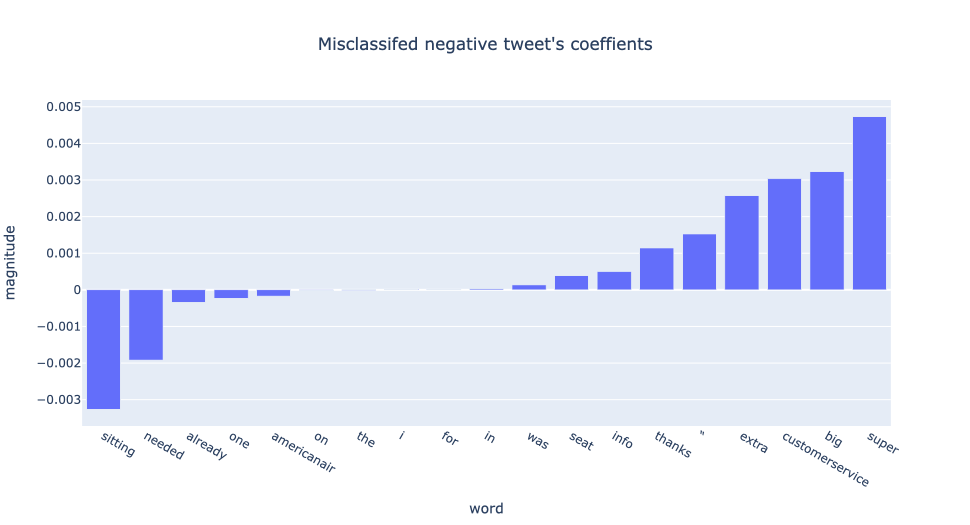 Misclassifed negative tweet's coeffients
0.005
0.004
0.003
0.002
0.001
0
−0.001
−0.002
−0.003
magnitude
sitting
needed
already
one
americanair
on
the
i
for
in
was
seat
info
thanks
"
extra
customerservice
big
super
word